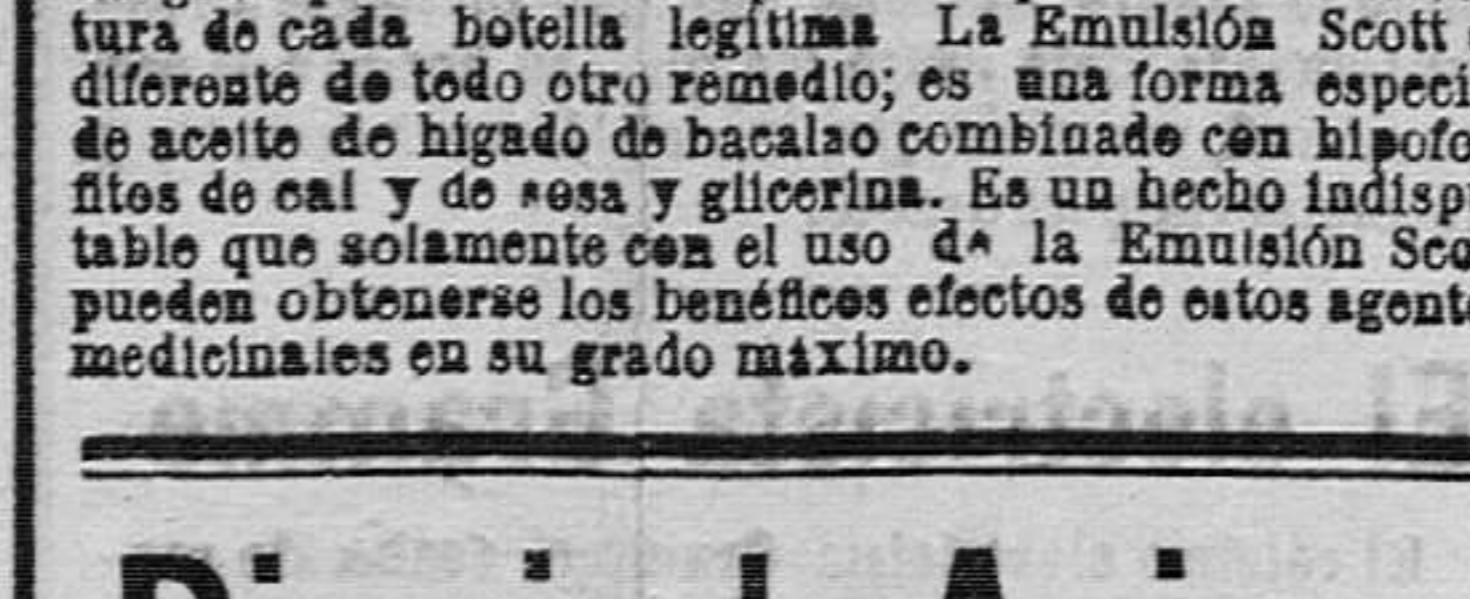 tura de cada botella legítima La Emulsión Scott
diferente de todo otro remedio; es una forma especi
de aceite de hígado de bacalao combinado con hipofo
fitos de cal y de sosa y glicerina. Es un hecho indisp
table que solamente con el uso de la Emulsión Sco
pueden obtenerse los benéficos efectos de estos agent
medicinales en su grado máximo.